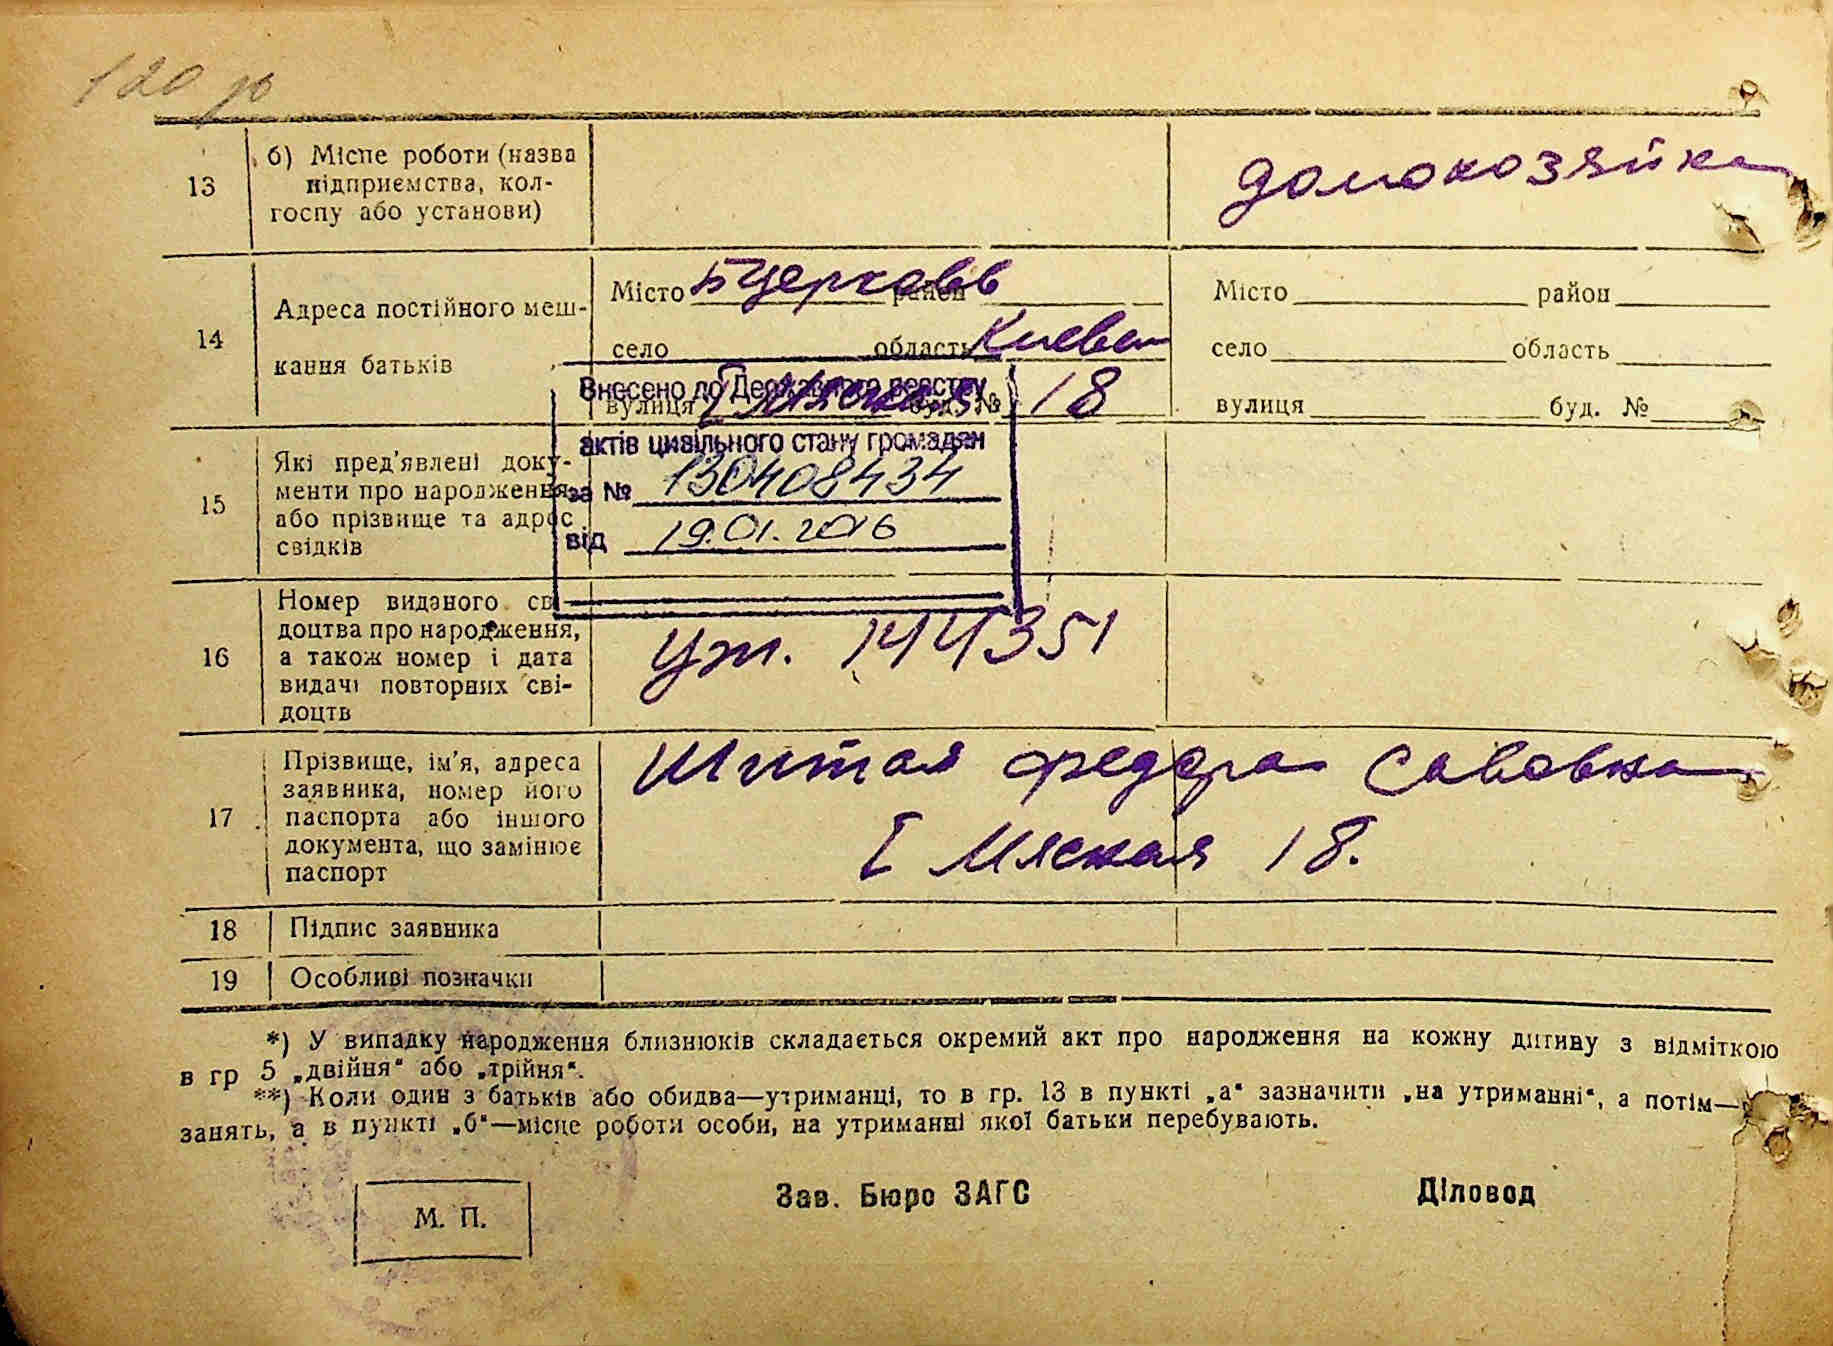 120
13
б) Місце роботи (назва
підприємства, кол-
госпу або установи)
домохозяйка
14
Адреса постійного меш-
кання батьків
Місто Бцерковь район
село область Киевск
вулиця I Мяская буд. № 18
Місто район
село область
вулиця буд. №
Внесено до Державного реєстру
актів цивільного стану громадян
за № 130408434
від 19.01.2016
15
Які пред'явлені доку-
менти про народження
або прізвище та адрес
свідків
16
Номер виданого сві-
доцтва про народження,
а також номер і дата
видачі повторних сві-
доцтв
Уж. 144351
17
Прізвище, ім'я, адреса
заявника, номер його
паспорта або іншого
документа, що замінює
паспорт
Шитая Федора Савовна
I Мяская 18.
18 Підпис заявника
19 Особливі позначки
*) У випадку народження близнюків складається окремий акт про народження на кожну дитину з відміткою
в гр 5 „двійня“ або „трійня“.
**) Коли один з батьків або обидва—утриманці, то в гр. 13 в пункті „а“ зазначити „на утриманні“, а потім—
занять, а в пункті „б“—місце роботи особи, на утриманні якої батьки перебувають.
М. П.
Зав. Бюро ЗАГС
Діловод